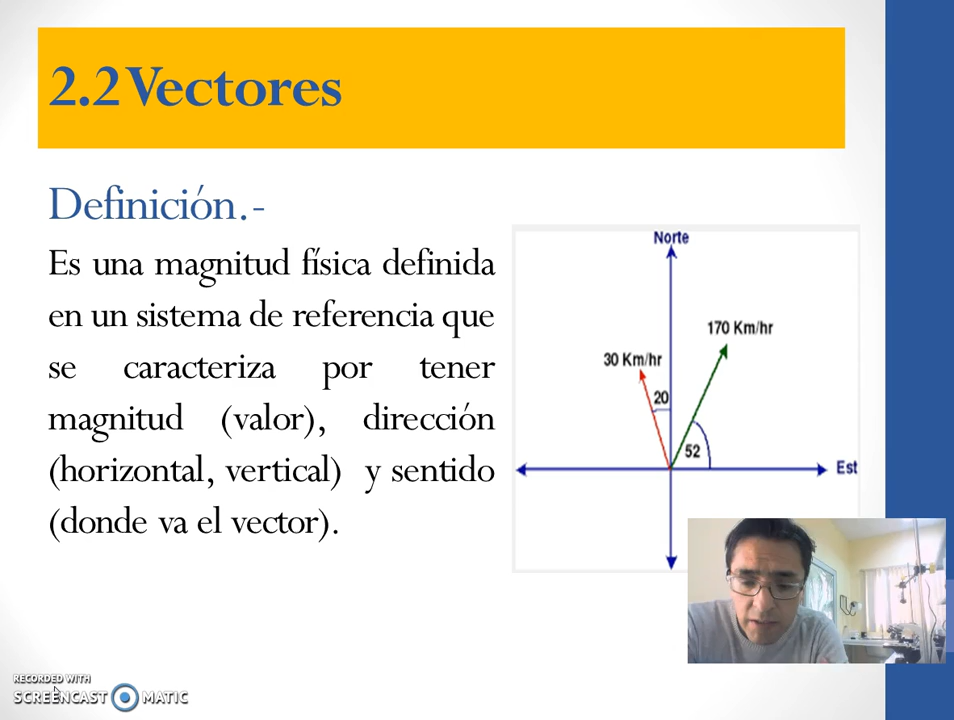 2.2 Vectores
Definición.-
Es una magnitud física definida
en un sistema de referencia que
se caracteriza por tener
magnitud (valor), dirección
(horizontal, vertical) y sentido
(donde va el vector).
Norte
170 Km/hr
30 Km/hr
20
52
Est
RECORDED WITH
SCREENCAST MATIC